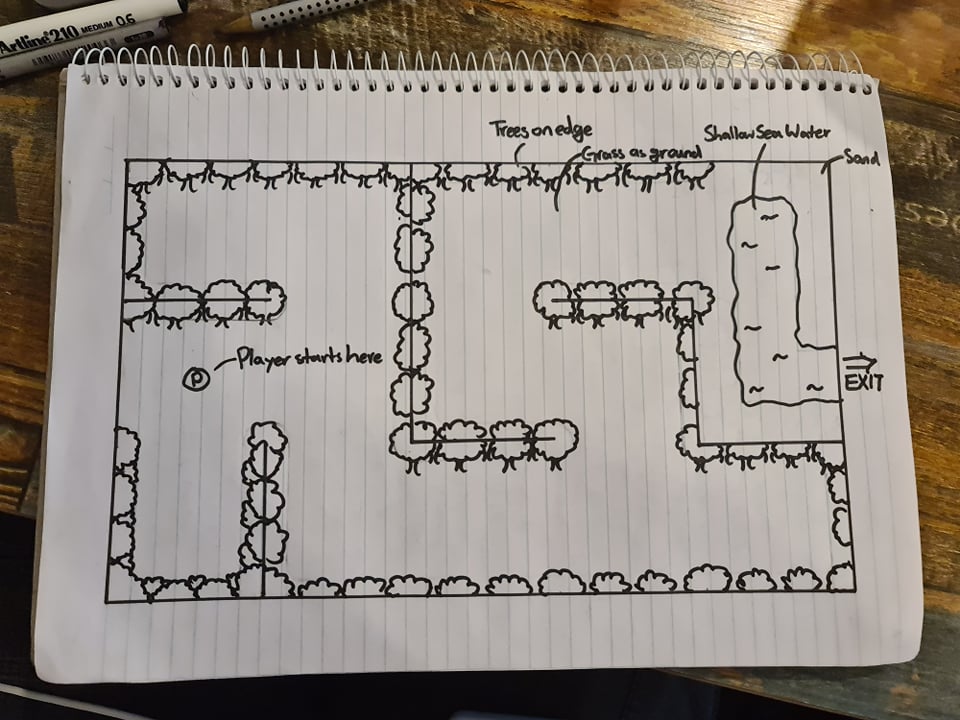 Artline 210 MEDIUM 0.6
Trees on edge
Grass as ground
Shallow Sea Water
Sand
Player starts here
P
EXIT